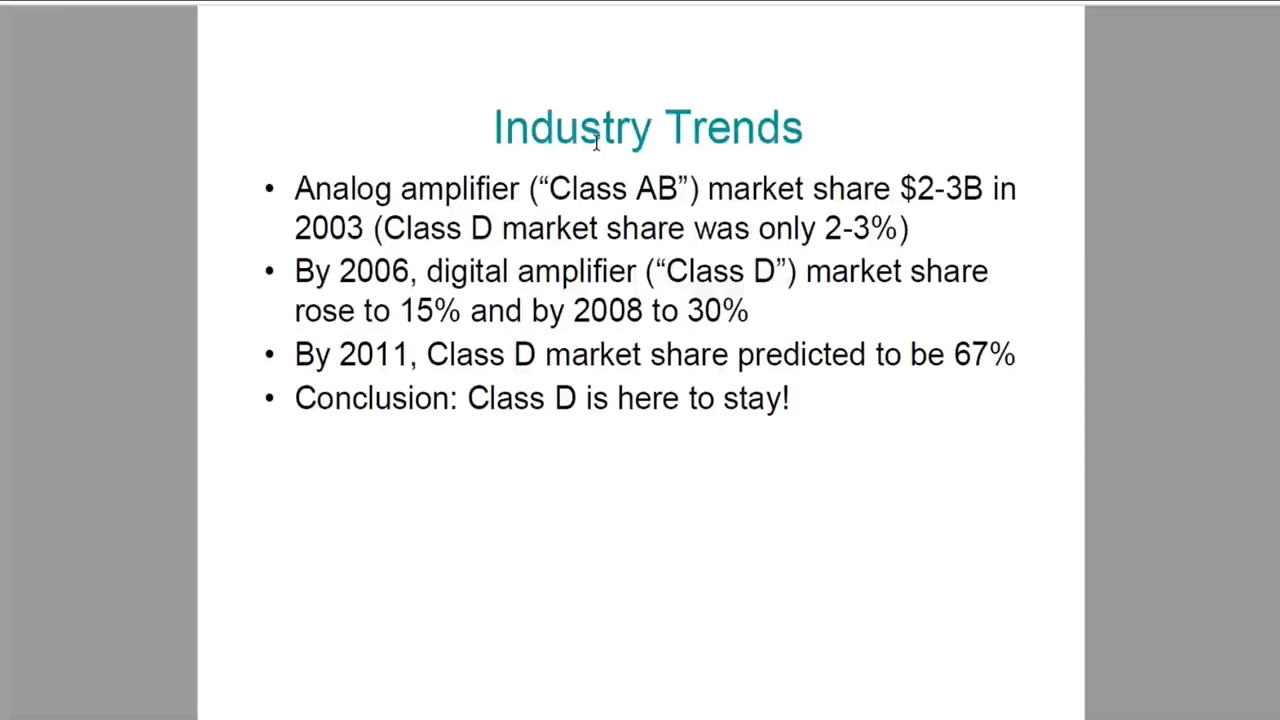 Industry Trends
• Analog amplifier (“Class AB”) market share $2-3B in
2003 (Class D market share was only 2-3%)
• By 2006, digital amplifier (“Class D”) market share
rose to 15% and by 2008 to 30%
• By 2011, Class D market share predicted to be 67%
• Conclusion: Class D is here to stay!